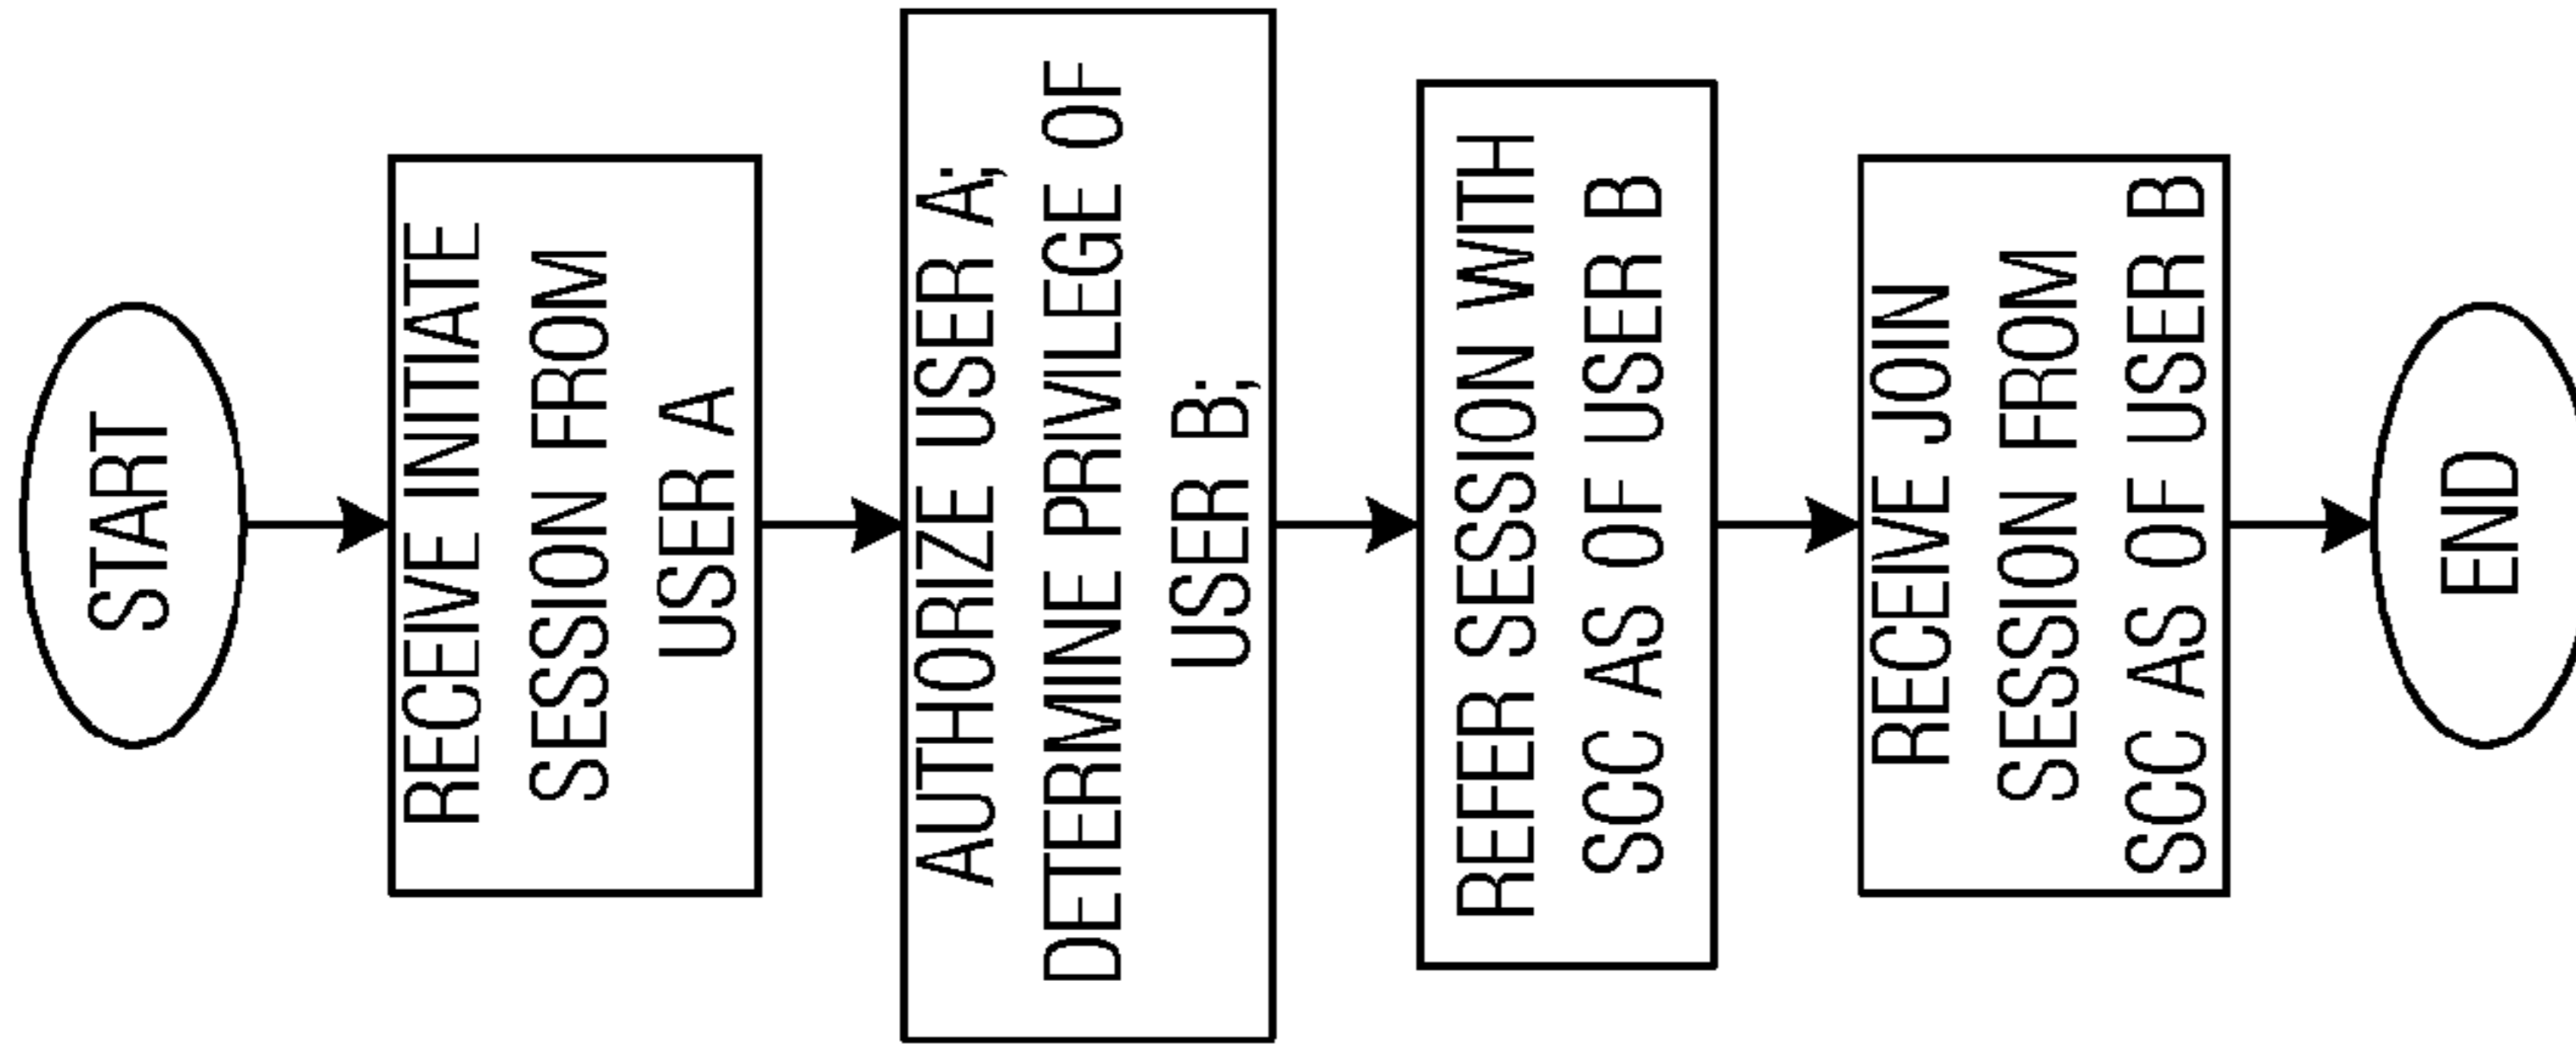 START
RECEIVE INITIATE
SESSION FROM
USER A
AUTHORIZE USER A;
DETERMINE PRIVILEGE OF
USER B;
REFER SESSION WITH
SCC AS OF USER B
RECEIVE JOIN
SESSION FROM
SCC AS OF USER B
END